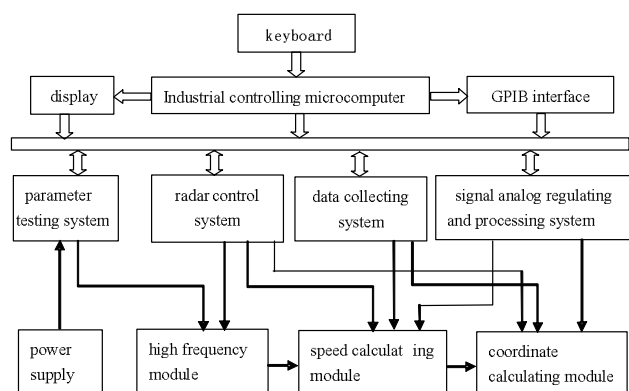 keyboard
display
Industrial controlling microcomputer
GPIB interface
parameter
testing system
radar control
system
data collecting
system
signal analog regulating
and processing system
power
supply
high frequency
module
speed calculat ing
module
coordinate
calculating module